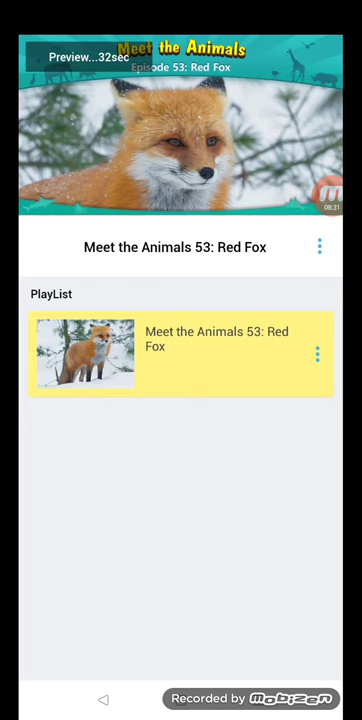 Preview...32sec
Meet the Animals
Episode 53: Red Fox
08:31
Meet the Animals 53: Red Fox
PlayList
Meet the Animals 53: Red
Fox
Recorded by mobizen